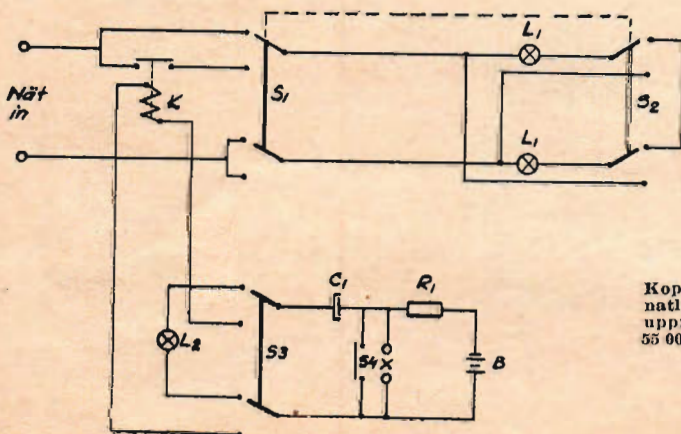 L₁
Nät
in
K
S₁
S₂
L₁
C₁
R₁
L₂
S3
S4
X
B
Kop
natl
upp:
55 00